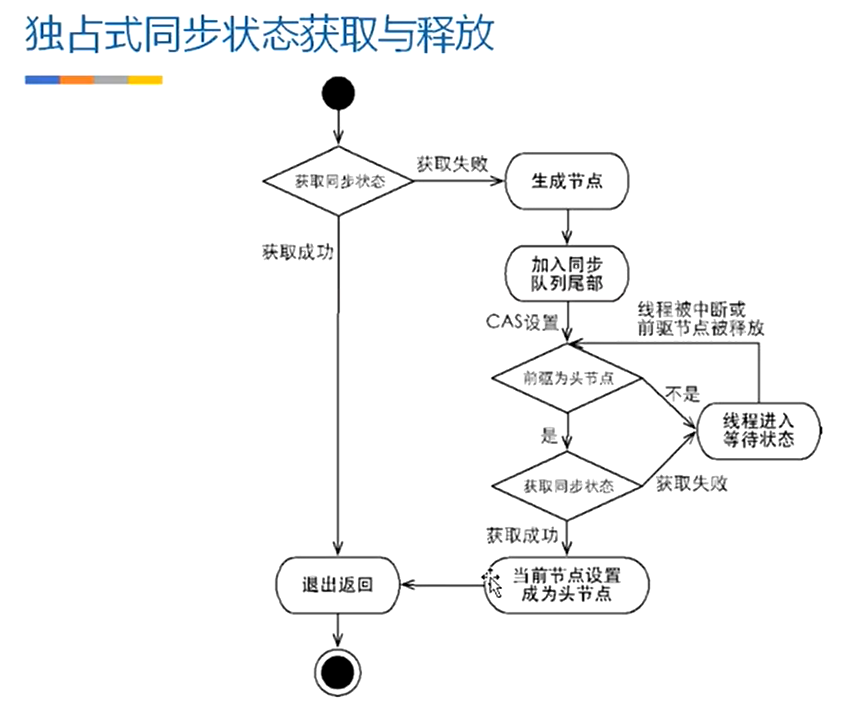 独占式同步状态获取与释放
获取同步状态
获取失败
生成节点
获取成功
加入同步
队列尾部
CAS设置
线程被中断或
前驱节点被释放
前驱为头节点
不是
线程进入
等待状态
是
获取同步状态
获取失败
获取成功
当前节点设置
成为头节点
退出返回